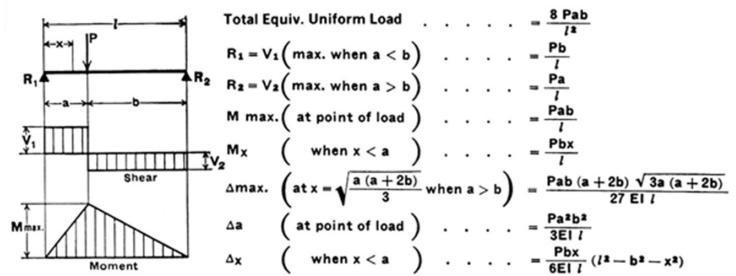 l
x
P
R₁
R₂
a
b
V₁
V₂
Shear
M max.
Moment
Total Equiv. Uniform Load . . . . . = 8 Pab / l²
R₁ = V₁ ( max. when a < b ) . . . . = Pb / l
R₂ = V₂ ( max. when a > b ) . . . . = Pa / l
M max. ( at point of load ) . . . . = Pab / l
Mx ( when x < a ) . . . . = Pbx / l
Δmax. ( at x = √(a (a + 2b) / 3) when a > b ) = Pab (a + 2b) √3a (a + 2b) / 27 EI l
Δa ( at point of load ) . . . . = Pa²b² / 3EI l
Δx ( when x < a ) . . . . = Pbx / 6EI l (l² — b² — x²)